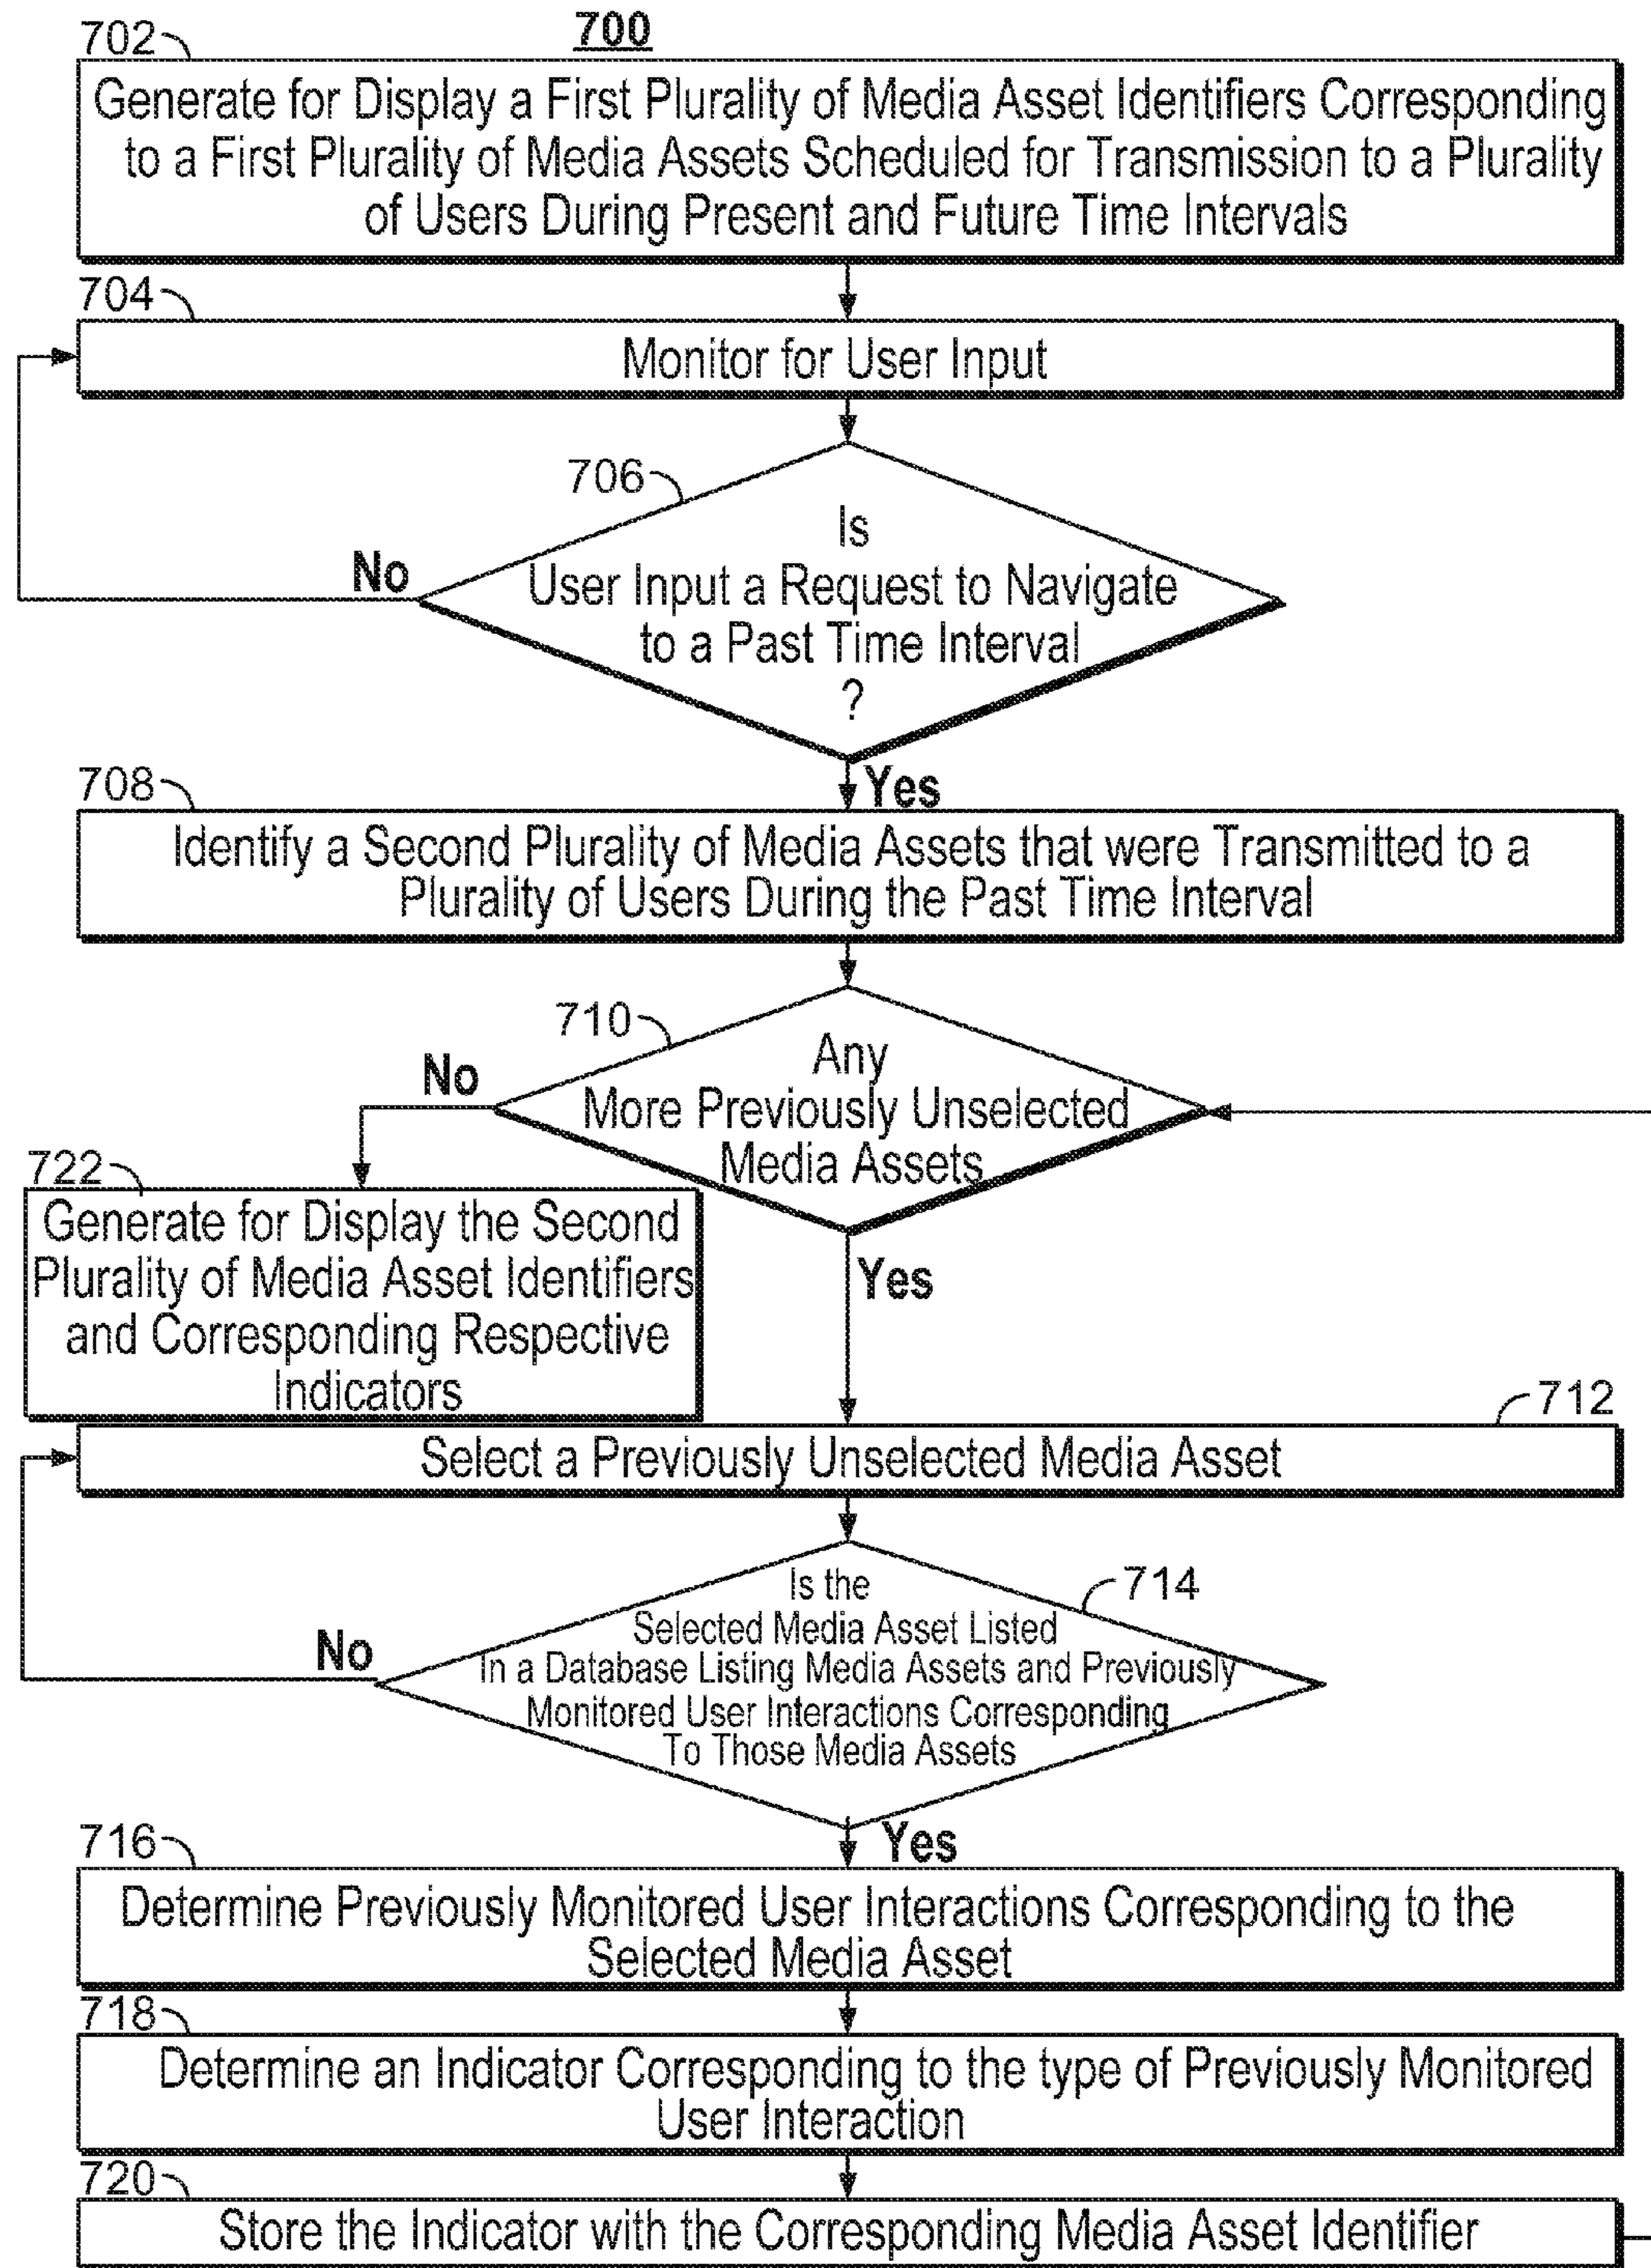 700
702
Generate for Display a First Plurality of Media Asset Identifiers Corresponding
to a First Plurality of Media Assets Scheduled for Transmission to a Plurality
of Users During Present and Future Time Intervals
704
Monitor for User Input
706
Is
User Input a Request to Navigate
to a Past Time Interval
?
No
Yes
708
Identify a Second Plurality of Media Assets that were Transmitted to a
Plurality of Users During the Past Time Interval
710
Any
More Previously Unselected
Media Assets
No
Yes
722
Generate for Display the Second
Plurality of Media Asset Identifiers
and Corresponding Respective
Indicators
712
Select a Previously Unselected Media Asset
714
Is the
Selected Media Asset Listed
In a Database Listing Media Assets and Previously
Monitored User Interactions Corresponding
To Those Media Assets
No
Yes
716
Determine Previously Monitored User Interactions Corresponding to the
Selected Media Asset
718
Determine an Indicator Corresponding to the type of Previously Monitored
User Interaction
720
Store the Indicator with the Corresponding Media Asset Identifier